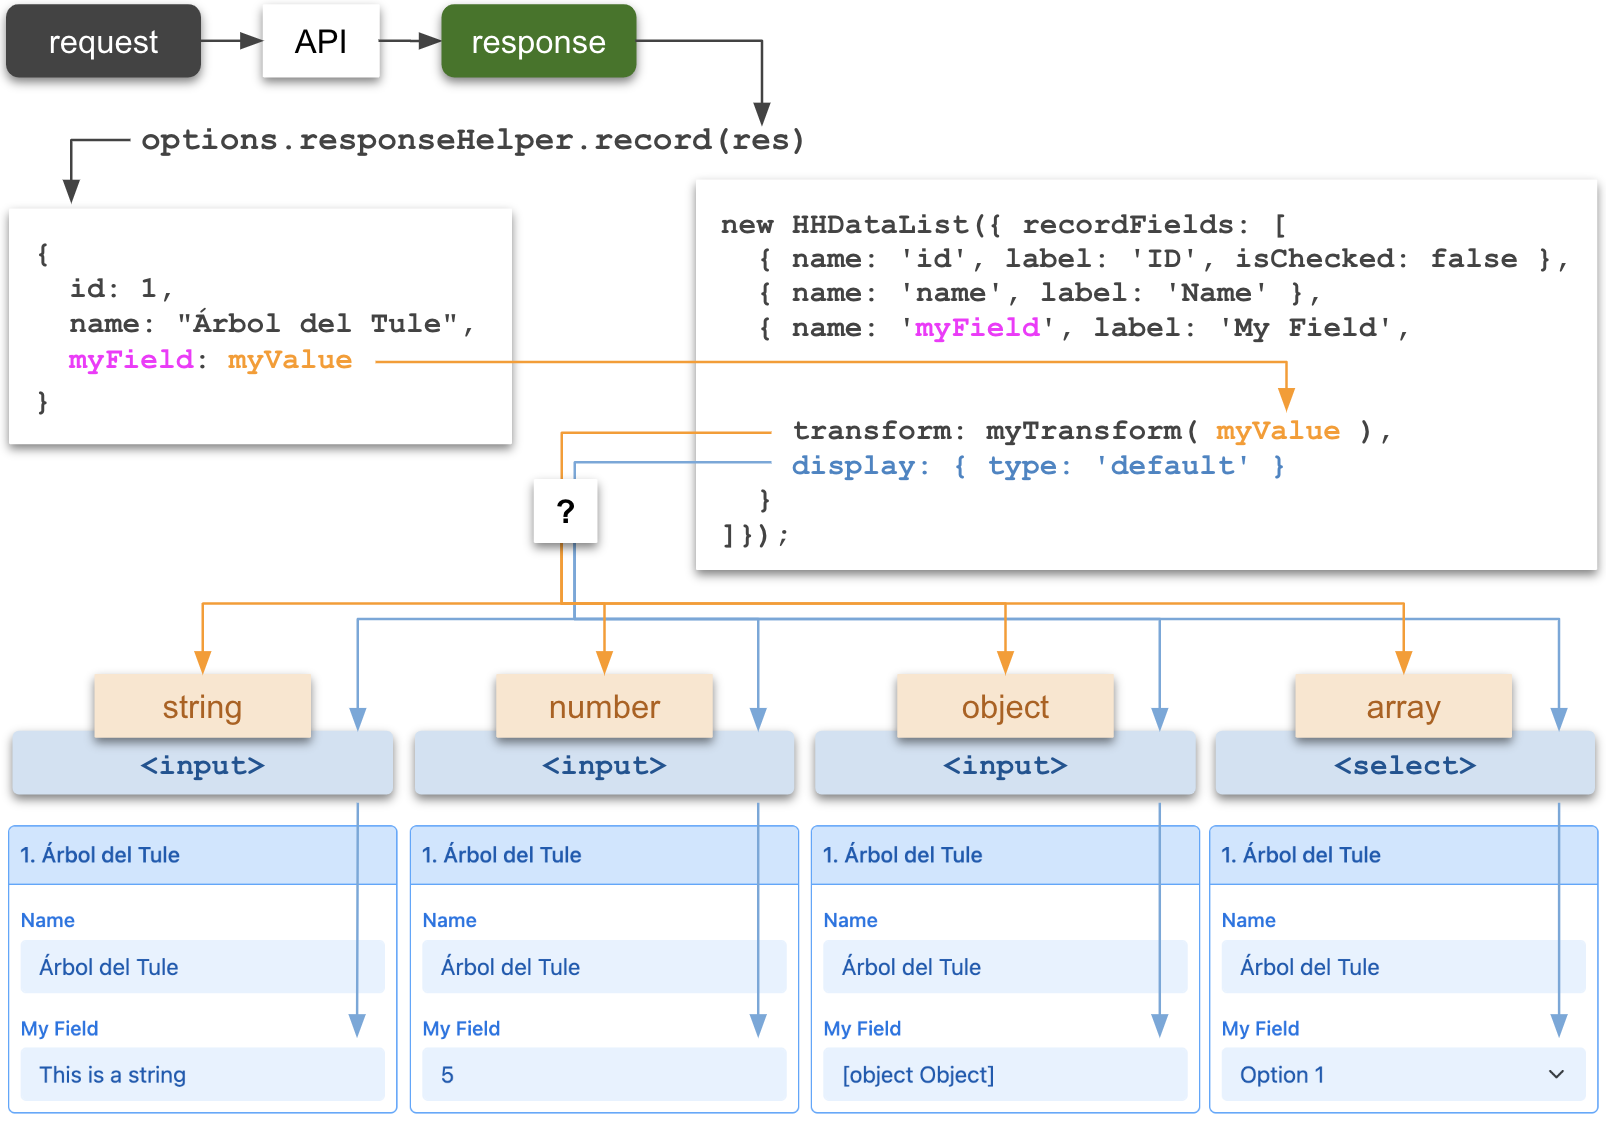 request
API
response
options.responseHelper.record(res)
{
id: 1,
name: "Árbol del Tule",
myField: myValue
}
new HHDataList({ recordFields: [
{ name: 'id', label: 'ID', isChecked: false },
{ name: 'name', label: 'Name' },
{ name: 'myField', label: 'My Field',
transform: myTransform( myValue ),
display: { type: 'default' }
}
]});
?
string
number
object
array
<input>
<input>
<input>
<select>
1. Árbol del Tule
Name
Árbol del Tule
My Field
This is a string
1. Árbol del Tule
Name
Árbol del Tule
My Field
5
1. Árbol del Tule
Name
Árbol del Tule
My Field
[object Object]
1. Árbol del Tule
Name
Árbol del Tule
My Field
Option 1